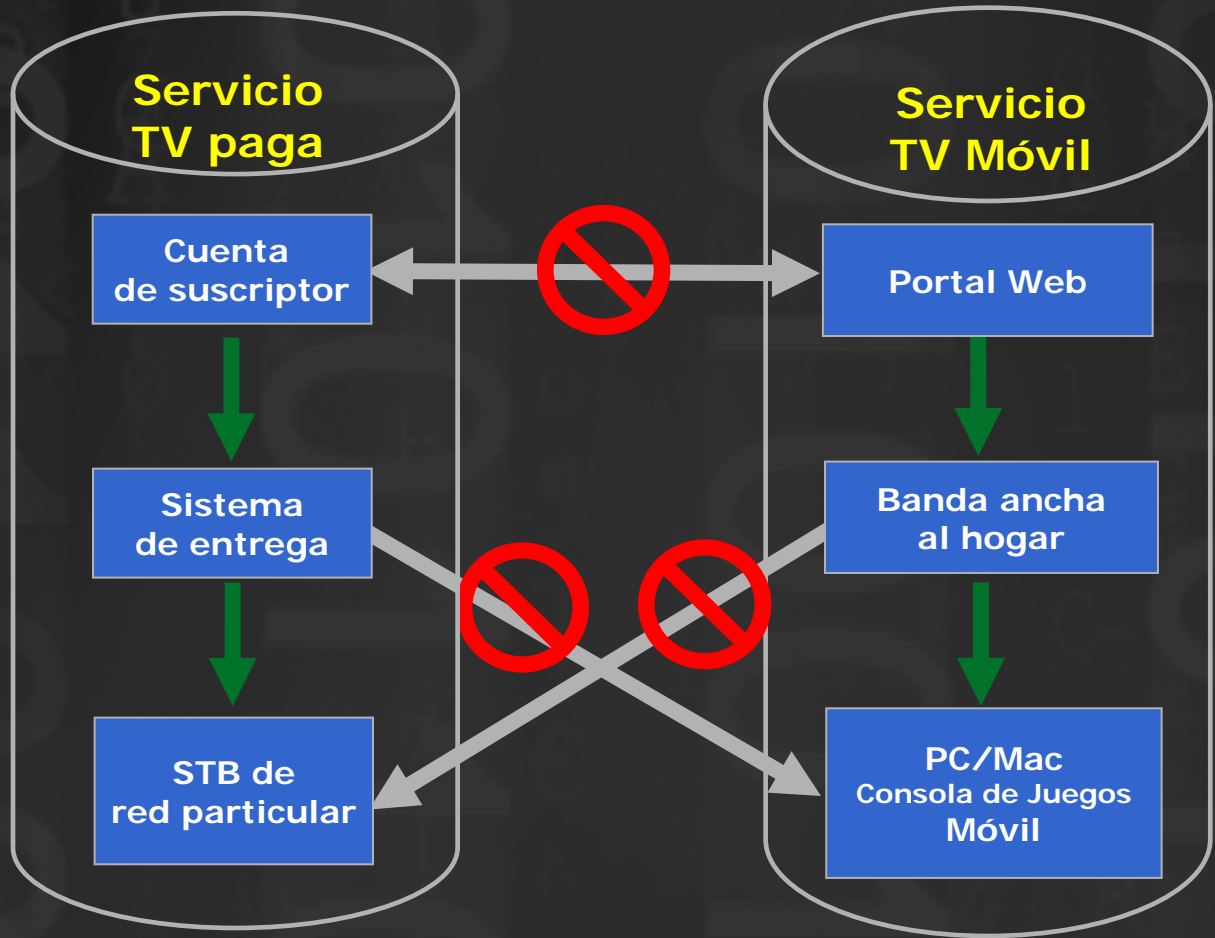 Servicio
TV paga
Servicio
TV Móvil
Cuenta
de suscriptor
Portal Web
Sistema
de entrega
Banda ancha
al hogar
STB de
red particular
PC/Mac
Consola de Juegos
Móvil